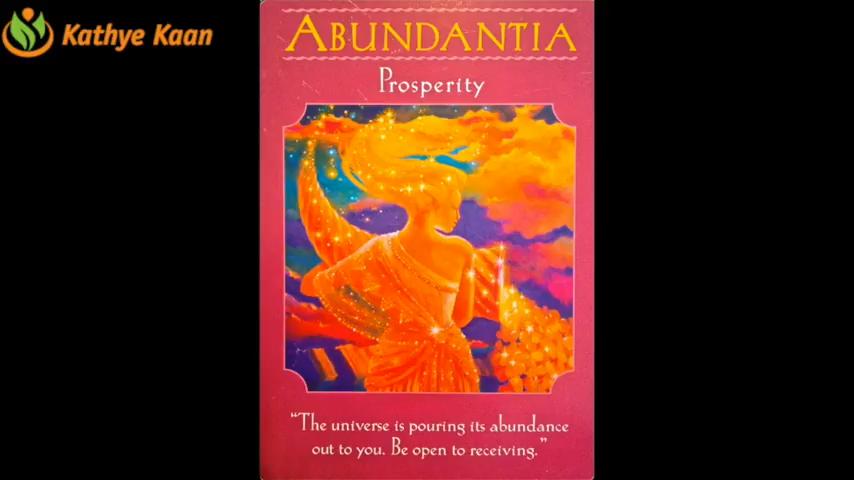 Kathye Kaan
ABUNDANTIA
Prosperity
“The universe is pouring its abundance
out to you. Be open to receiving.”